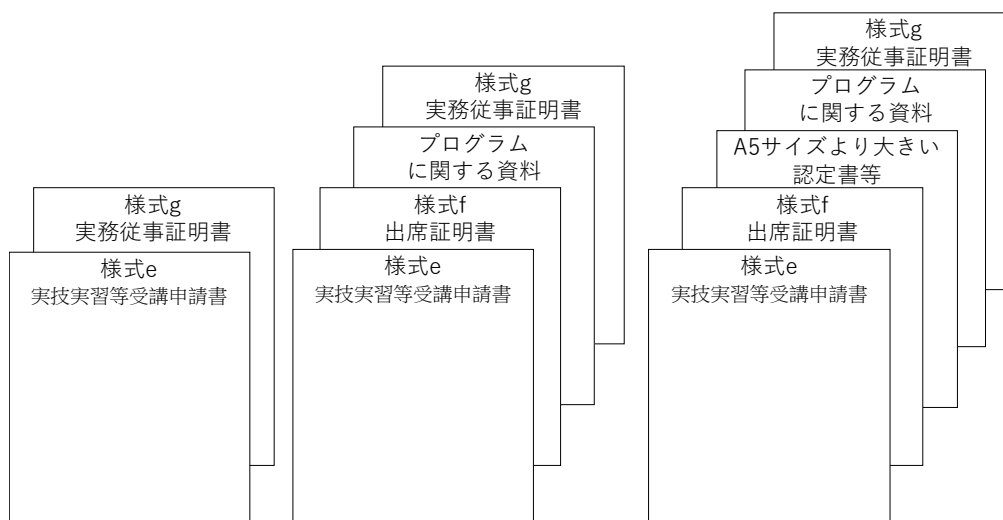 様式g
実務従事証明書
様式e
実技実習等受講申請書
様式g
実務従事証明書
プログラム
に関する資料
様式f
出席証明書
様式e
実技実習等受講申請書
様式g
実務従事証明書
プログラム
に関する資料
A5サイズより大きい
認定書等
様式f
出席証明書
様式e
実技実習等受講申請書